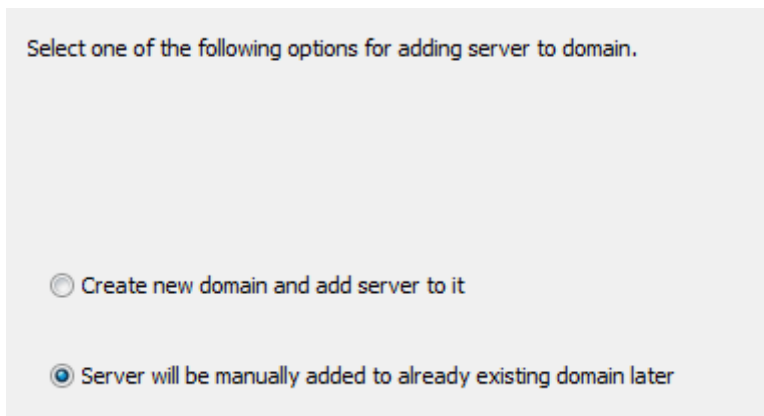 Select one of the following options for adding server to domain.
Create new domain and add server to it
Server will be manually added to already existing domain later